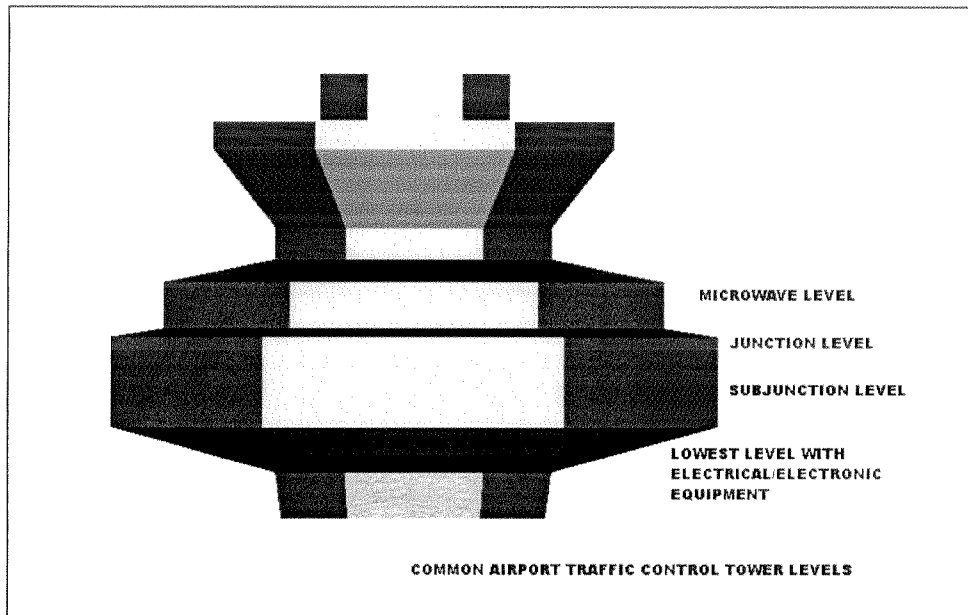 MICROWAVE LEVEL
JUNCTION LEVEL
SUBJUNCTION LEVEL
LOWEST LEVEL WITH
ELECTRICAL/ELECTRONIC
EQUIPMENT
COMMON AIRPORT TRAFFIC CONTROL TOWER LEVELS